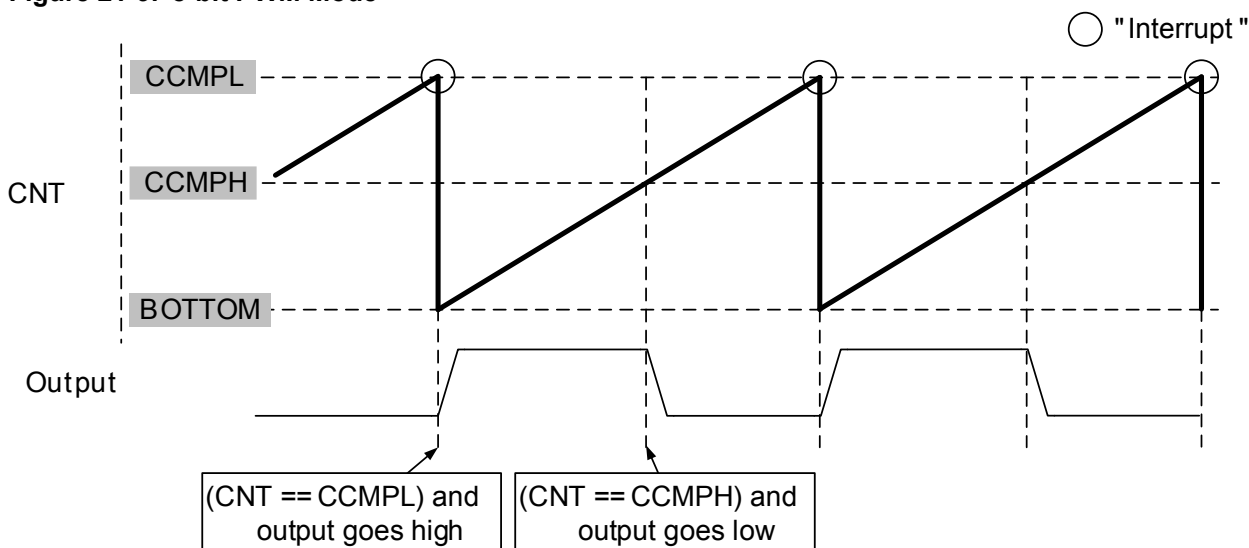 "Interrupt"
CCMPL
CCMPH
CNT
BOTTOM
Output
(CNT == CCMPL) and
output goes high
(CNT == CCMPH) and
output goes low